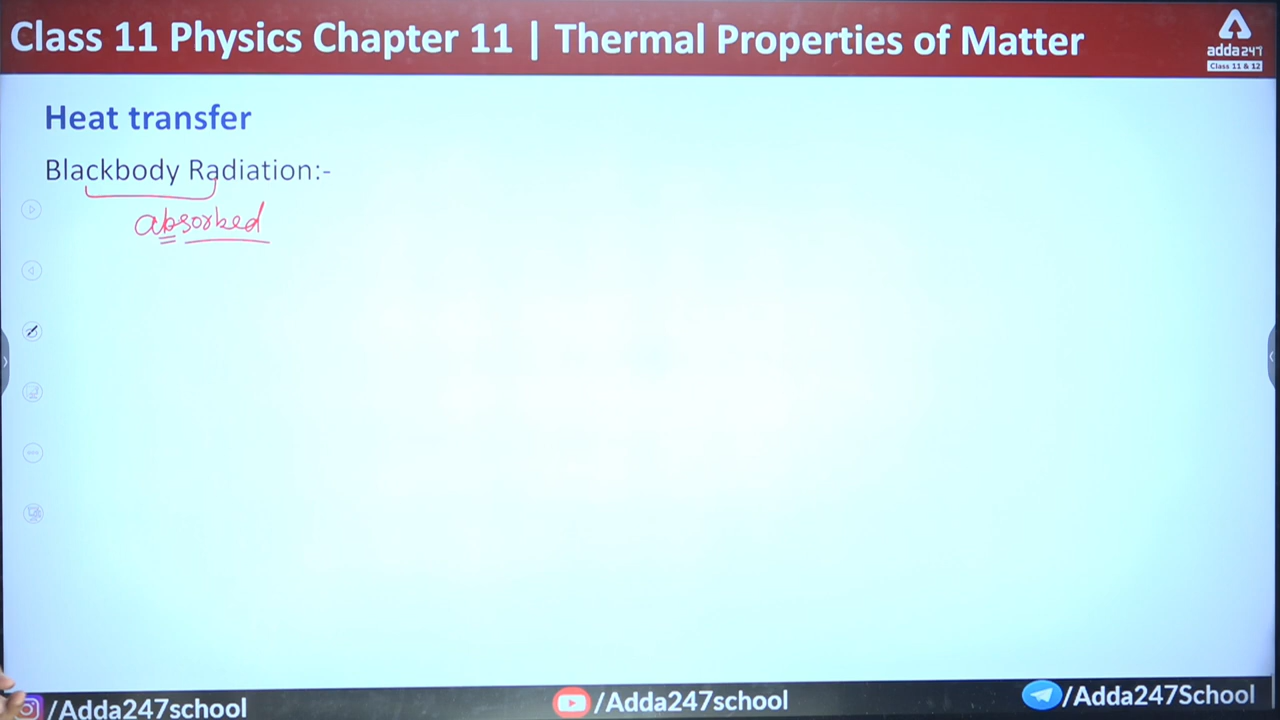 Class 11 Physics Chapter 11 | Thermal Properties of Matter
adda247
Class 11 & 12
Heat transfer
Blackbody Radiation:-
absorbed
/Adda247school
/Adda247school
/Adda247School